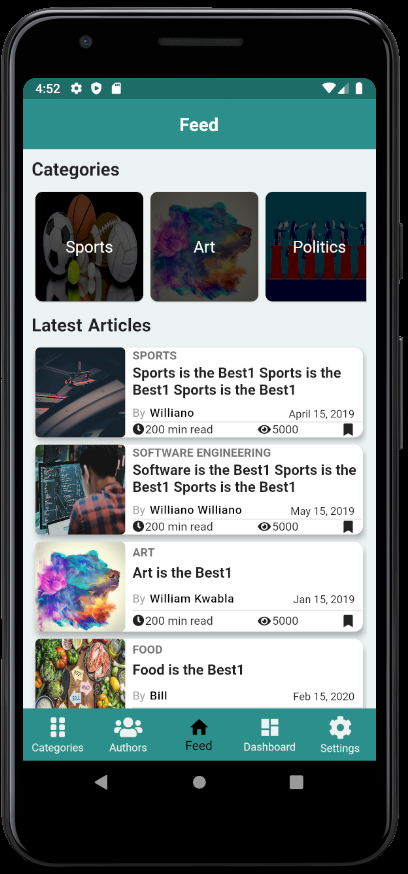 4:52
Feed
Categories
Sports
Art
Politics
Latest Articles
SPORTS
Sports is the Best1 Sports is the
Best1 Sports is the Best1
By Williano
April 15, 2019
200 min read
5000
SOFTWARE ENGINEERING
Software is the Best1 Sports is the
Best1 Sports is the Best1
By Williano Williano
May 15, 2019
200 min read
5000
ART
Art is the Best1
By William Kwabla
Jan 15, 2019
200 min read
5000
FOOD
Food is the Best1
By Bill
Feb 15, 2020
Categories
Authors
Feed
Dashboard
Settings